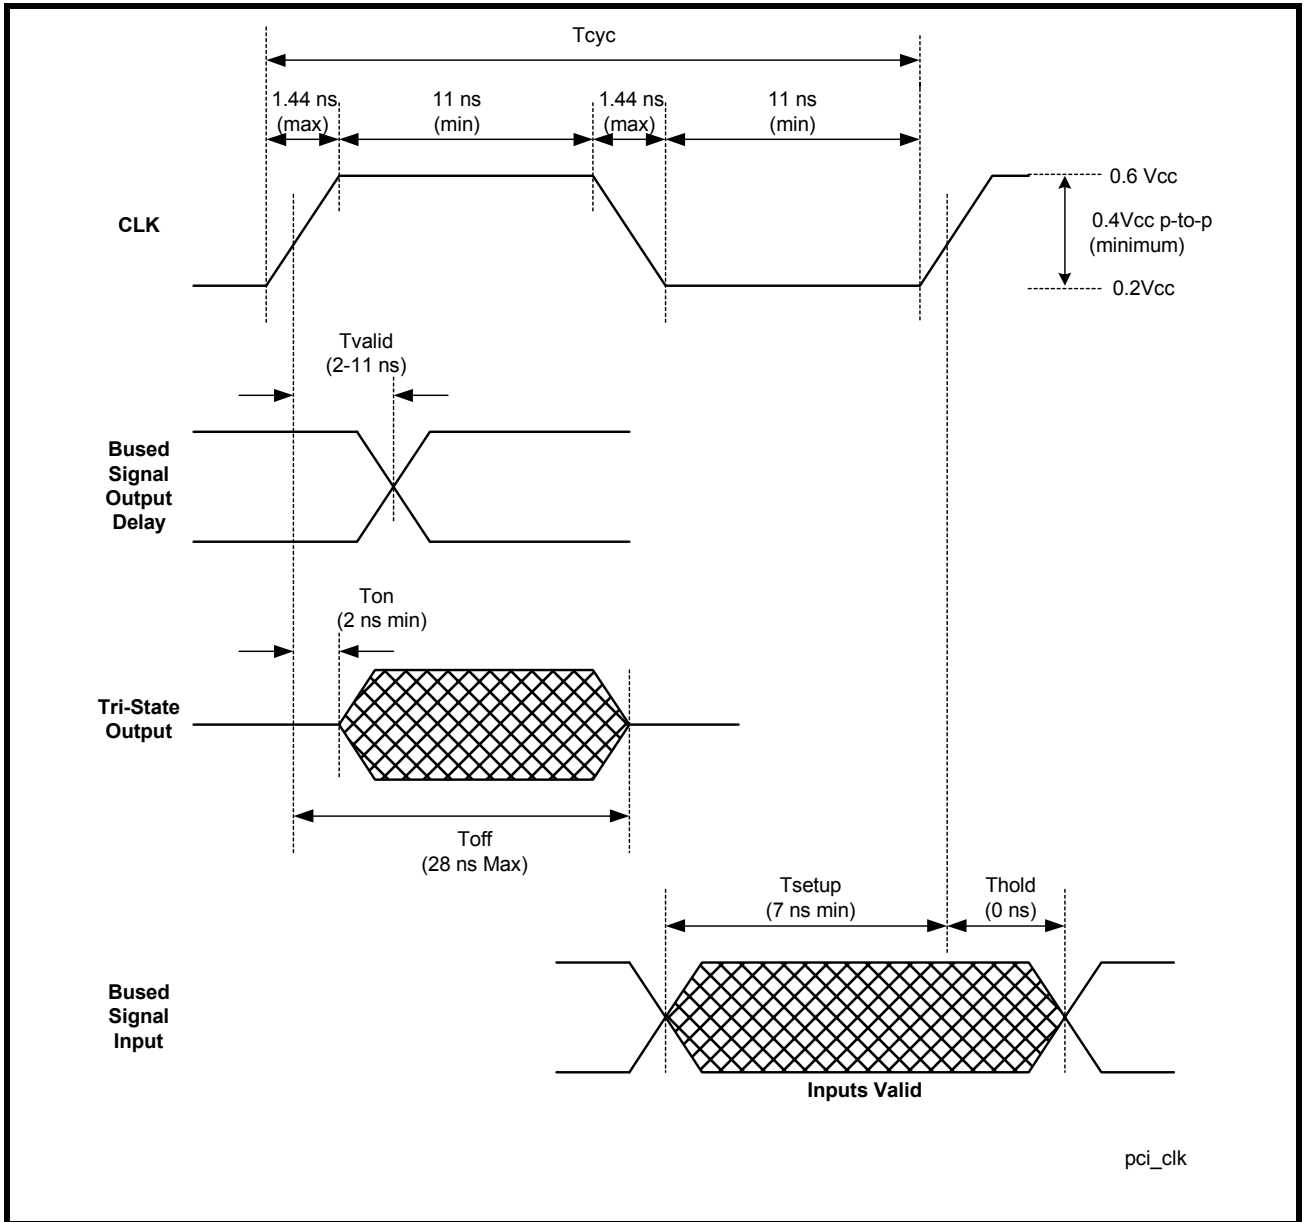 Tcyc
1.44 ns
(max)
11 ns
(min)
1.44 ns
(max)
11 ns
(min)
CLK
0.6 Vcc
0.4Vcc p-to-p
(minimum)
0.2Vcc
Tvalid
(2-11 ns)
Bused
Signal
Output
Delay
Ton
(2 ns min)
Tri-State
Output
Toff
(28 ns Max)
Tsetup
(7 ns min)
Thold
(0 ns)
Bused
Signal
Input
Inputs Valid
pci_clk